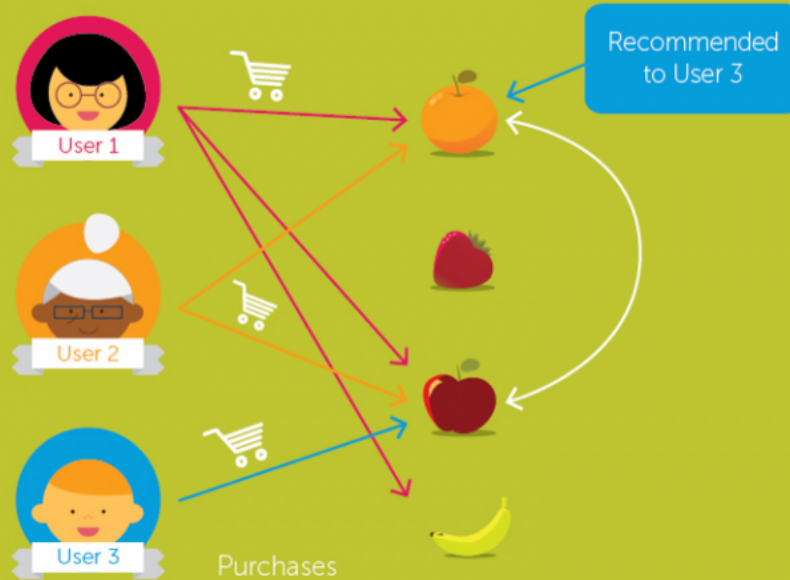 User 1
Recommended
to User 3
User 2
User 3
Purchases